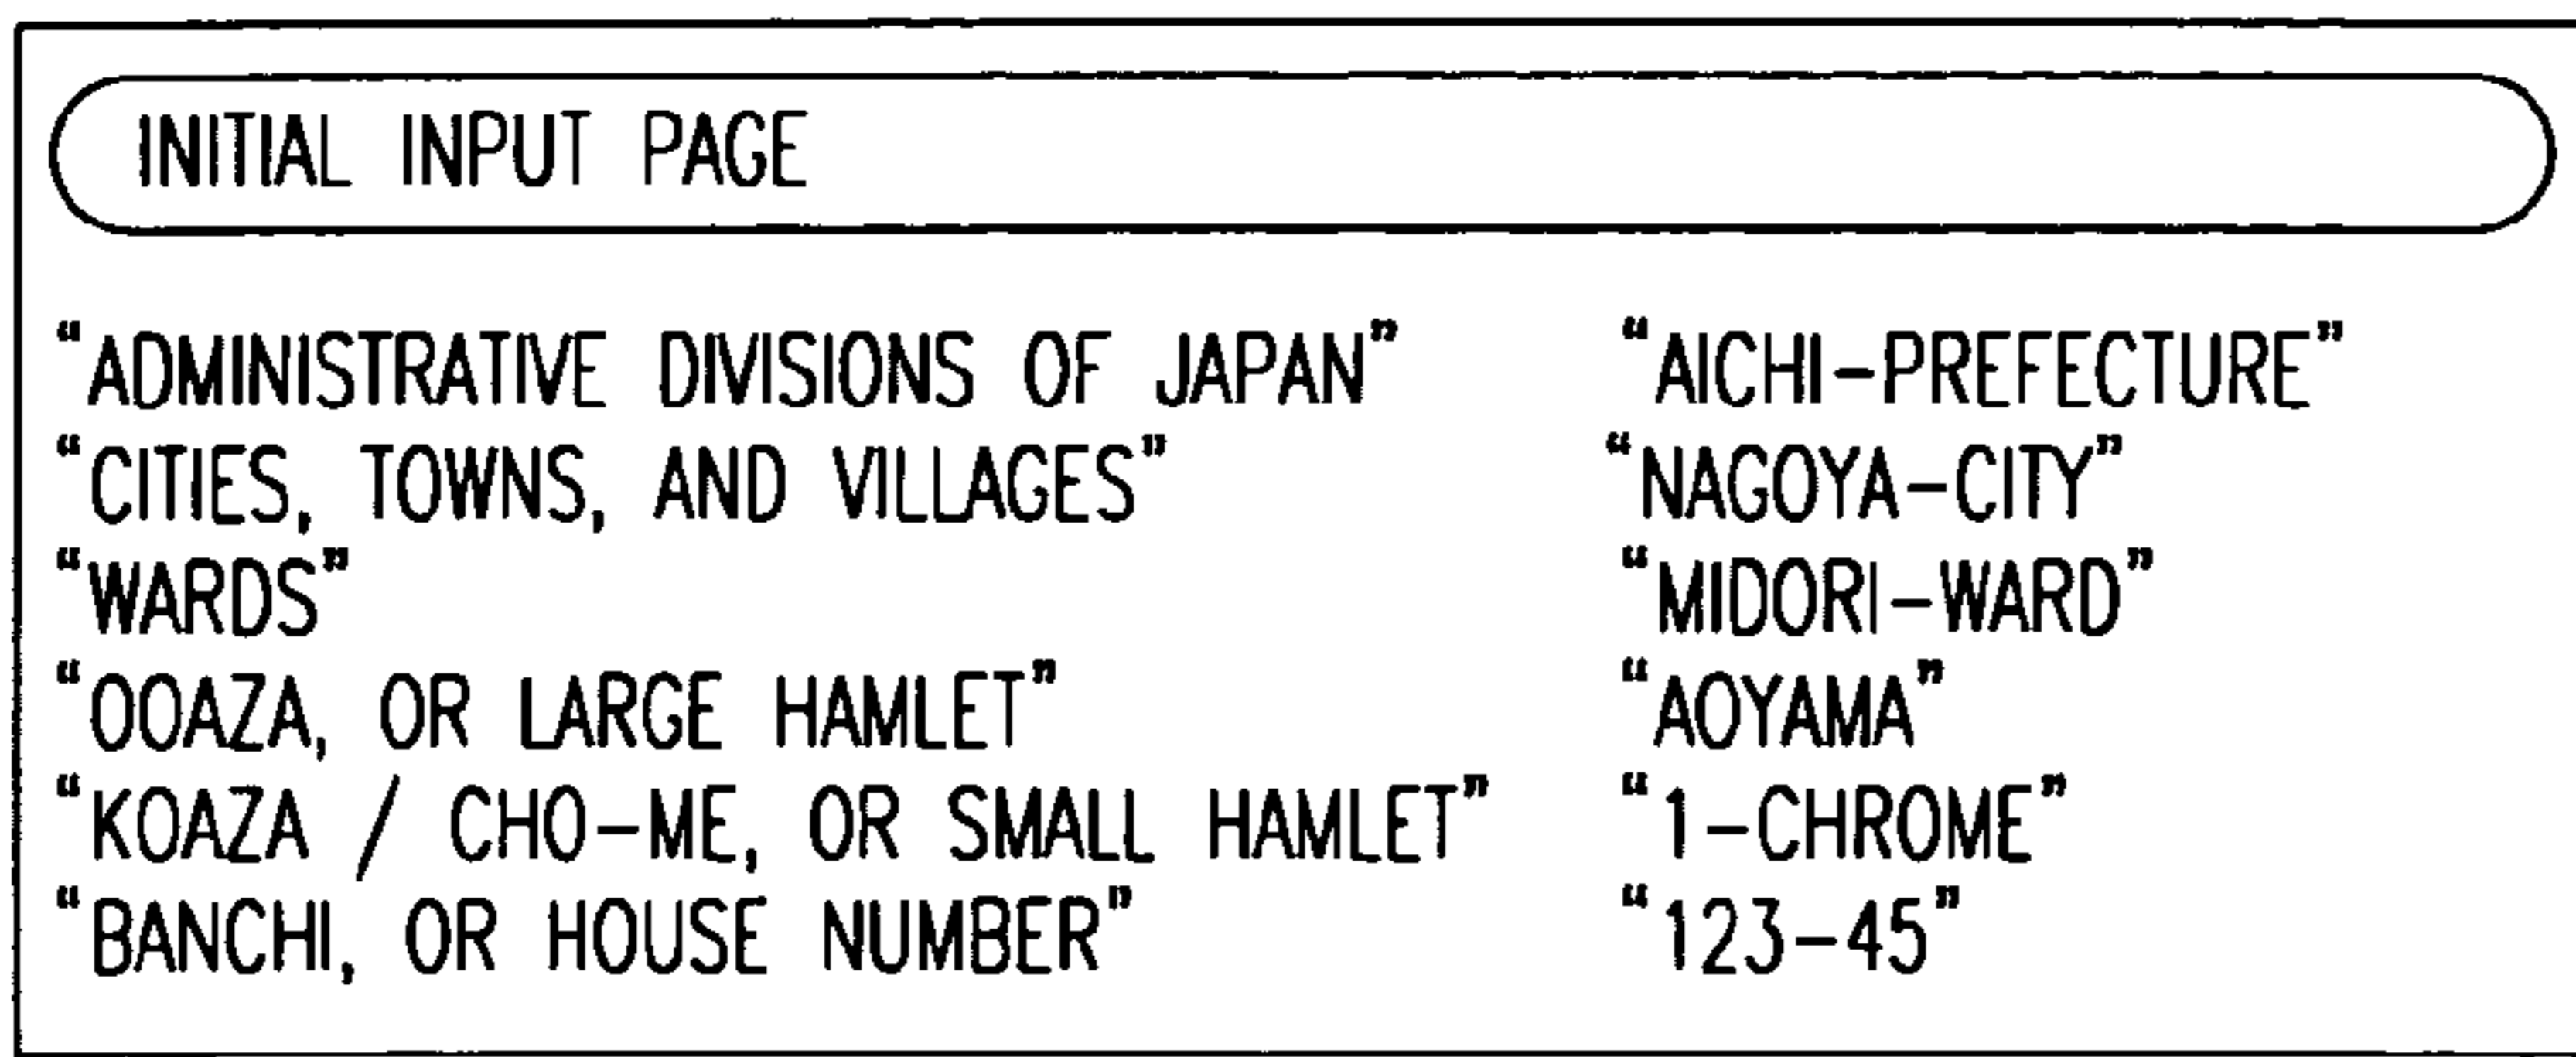 INITIAL INPUT PAGE
“ADMINISTRATIVE DIVISIONS OF JAPAN” “AICHI-PREFECTURE”
“CITIES, TOWNS, AND VILLAGES” “NAGOYA-CITY”
“WARDS” “MIDORI-WARD”
“OOAZA, OR LARGE HAMLET” “AOYAMA”
“KOAZA / CHO-ME, OR SMALL HAMLET” “1-CHROME”
“BANCHI, OR HOUSE NUMBER” “123-45”